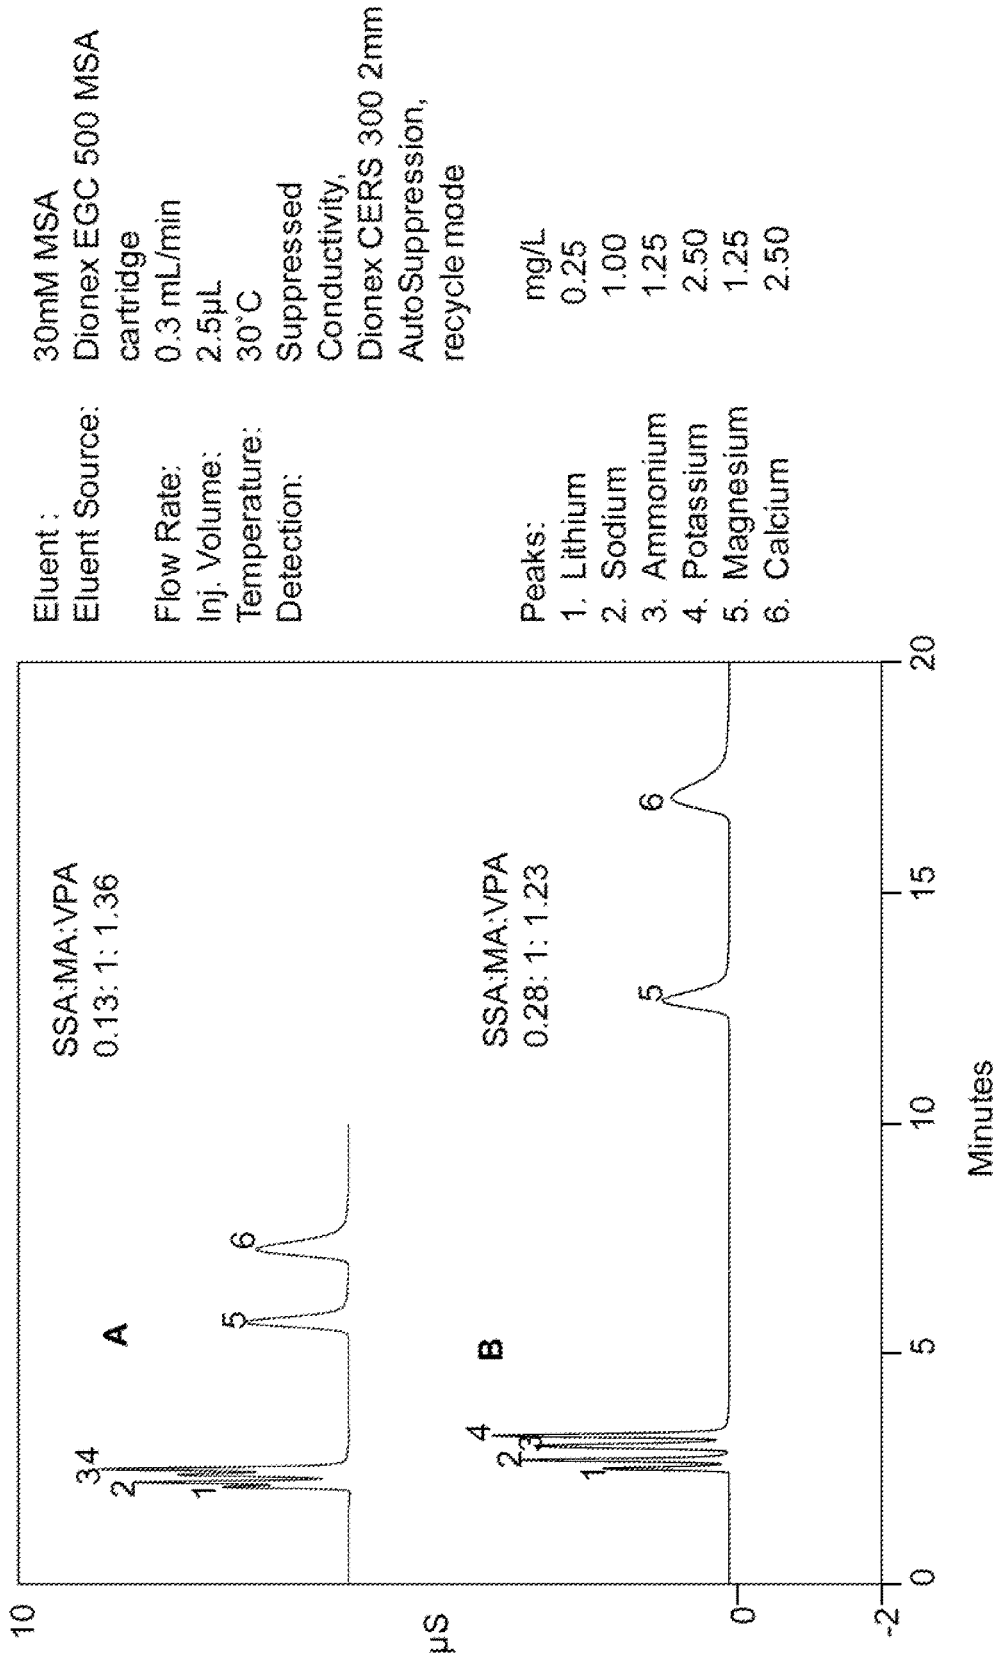 10
µS
0
-2
0
5
10
15
20
Minutes
A
SSA:MA:VPA
0.13: 1: 1.36
1
2
34
5
6
B
SSA:MA:VPA
0.28: 1: 1.23
1
2
3
4
5
6
Eluent : 30mM MSA
Eluent Source: Dionex EGC 500 MSA
cartridge
Flow Rate: 0.3 mL/min
Inj. Volume: 2.5µL
Temperature: 30˚C
Detection: Suppressed
Conductivity,
Dionex CERS 300 2mm
AutoSuppression,
recycle mode
Peaks: mg/L
1. Lithium 0.25
2. Sodium 1.00
3. Ammonium 1.25
4. Potassium 2.50
5. Magnesium 1.25
6. Calcium 2.50